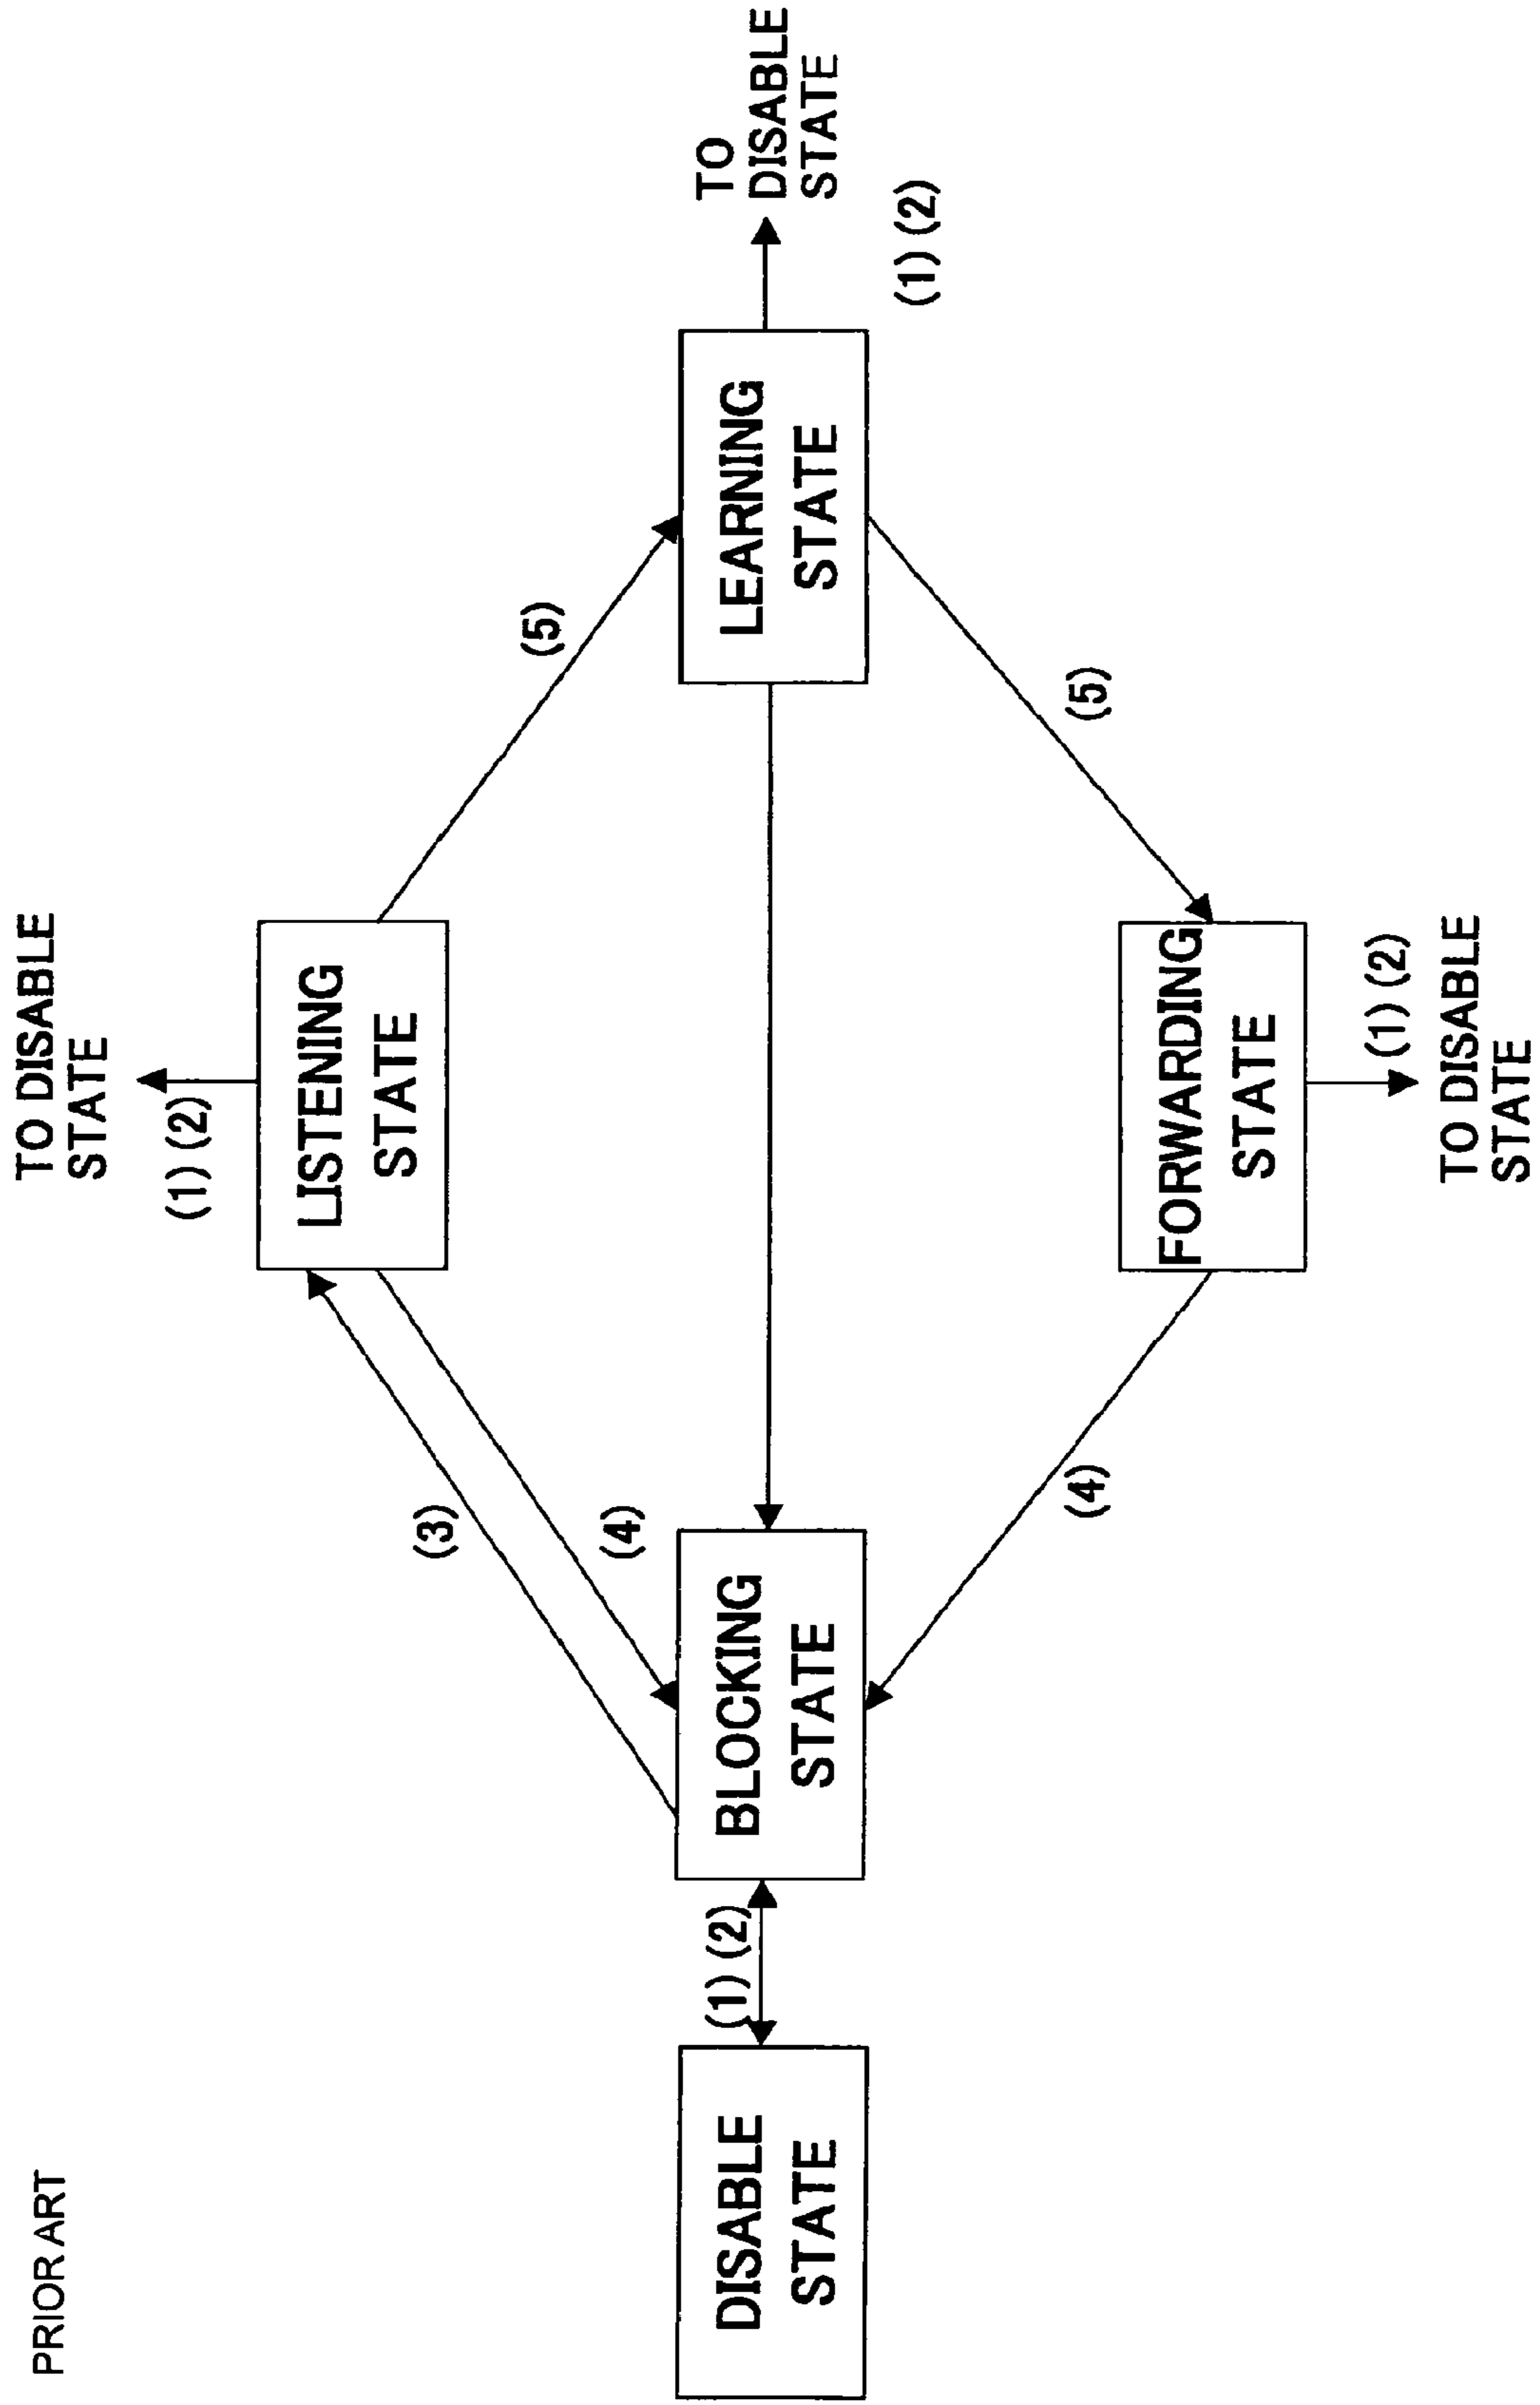 PRIOR ART
TO DISABLE
STATE
(1) (2)
LISTENING
STATE
(3)
(5)
(4)
DISABLE
STATE
(1) (2)
BLOCKING
STATE
LEARNING
STATE
TO
DISABLE
STATE
(1) (2)
(4)
(5)
FORWARDING
STATE
(1) (2)
TO DISABLE
STATE